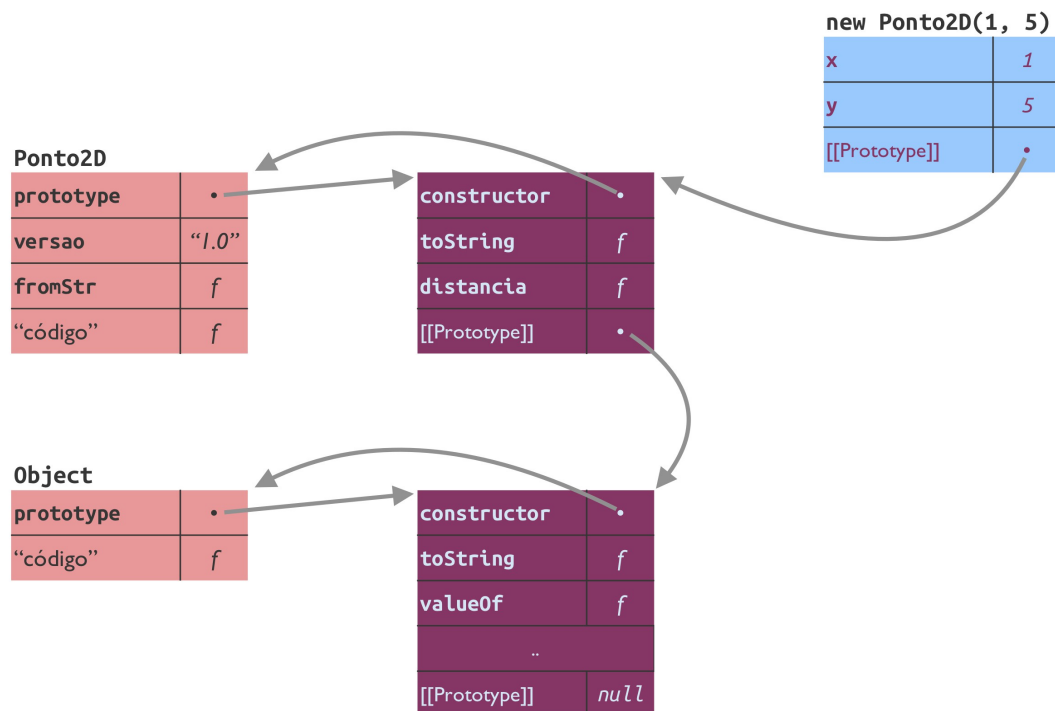 new Ponto2D(1, 5)
x 1
y 5
[[Prototype]]
Ponto2D
prototype
versao “1.0”
fromStr f
“código” f
constructor
toString f
distancia f
[[Prototype]]
Object
prototype
“código” f
constructor
toString f
valueOf f
..
[[Prototype]] null